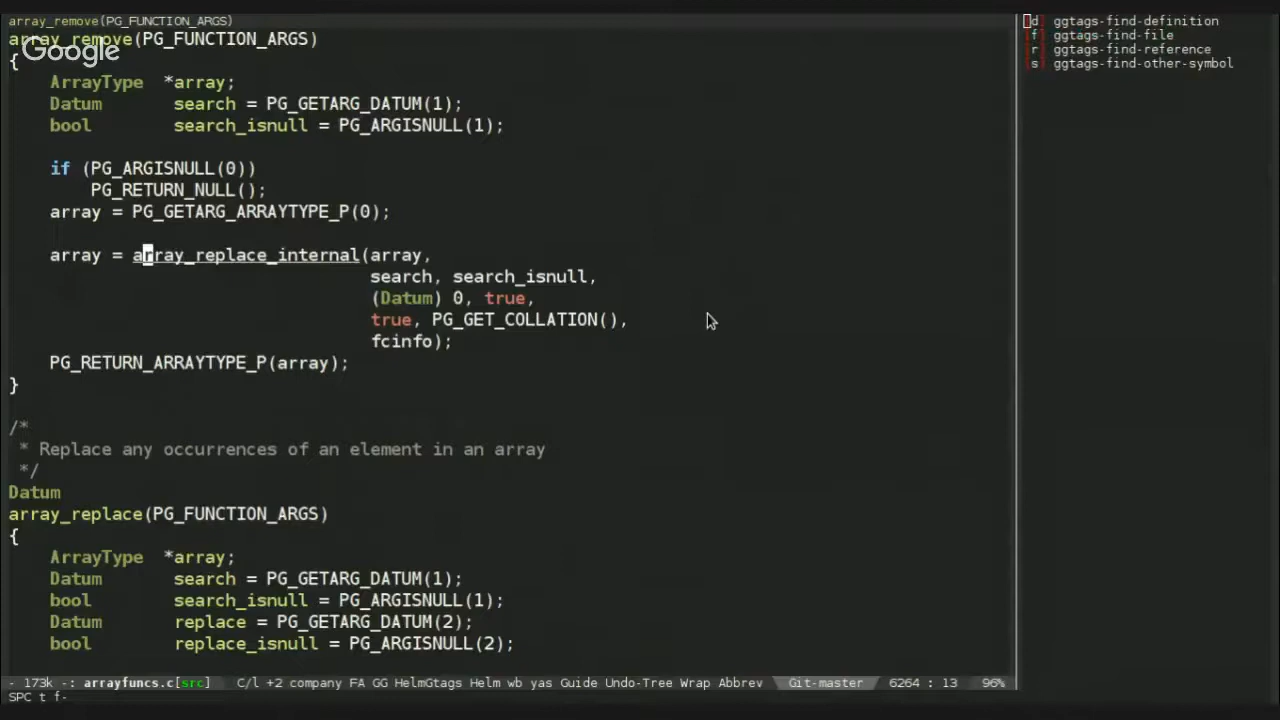 array_remove(PG_FUNCTION_ARGS)
array_remove(PG_FUNCTION_ARGS)
Google
{
ArrayType *array;
Datum search = PG_GETARG_DATUM(1);
bool search_isnull = PG_ARGISNULL(1);
if (PG_ARGISNULL(0))
PG_RETURN_NULL();
array = PG_GETARG_ARRAYTYPE_P(0);
array = array_replace_internal(array,
search, search_isnull,
(Datum) 0, true,
true, PG_GET_COLLATION(),
fcinfo);
PG_RETURN_ARRAYTYPE_P(array);
}
/*
* Replace any occurrences of an element in an array
*/
Datum
array_replace(PG_FUNCTION_ARGS)
{
ArrayType *array;
Datum search = PG_GETARG_DATUM(1);
bool search_isnull = PG_ARGISNULL(1);
Datum replace = PG_GETARG_DATUM(2);
bool replace_isnull = PG_ARGISNULL(2);
- 173k -: arrayfuncs.c[src] C/l +2 company FA GG HelmGtags Helm wb yas Guide Undo-Tree Wrap Abbrev Git-master 6264 : 13 96%
SPC t f-
[d] ggtags-find-definition
[f] ggtags-find-file
[r] ggtags-find-reference
[s] ggtags-find-other-symbol